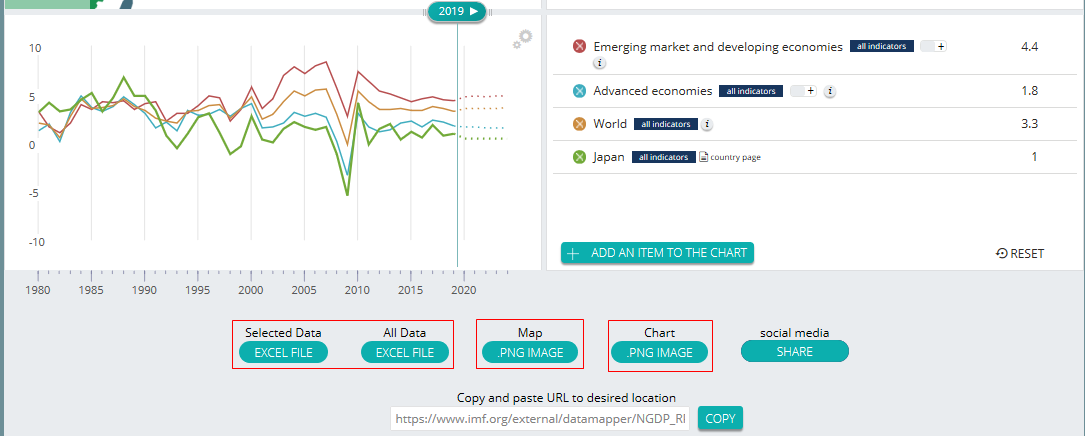 2019 ▶
10
5
0
-5
-10
1980 1985 1990 1995 2000 2005 2010 2015 2020
Emerging market and developing economies all indicators + 4.4
i
Advanced economies all indicators + i 1.8
World all indicators i 3.3
Japan all indicators country page 1
+ ADD AN ITEM TO THE CHART RESET
Selected Data All Data Map Chart social media
EXCEL FILE EXCEL FILE .PNG IMAGE .PNG IMAGE SHARE
Copy and paste URL to desired location
https://www.imf.org/external/datamapper/NGDP_RI COPY